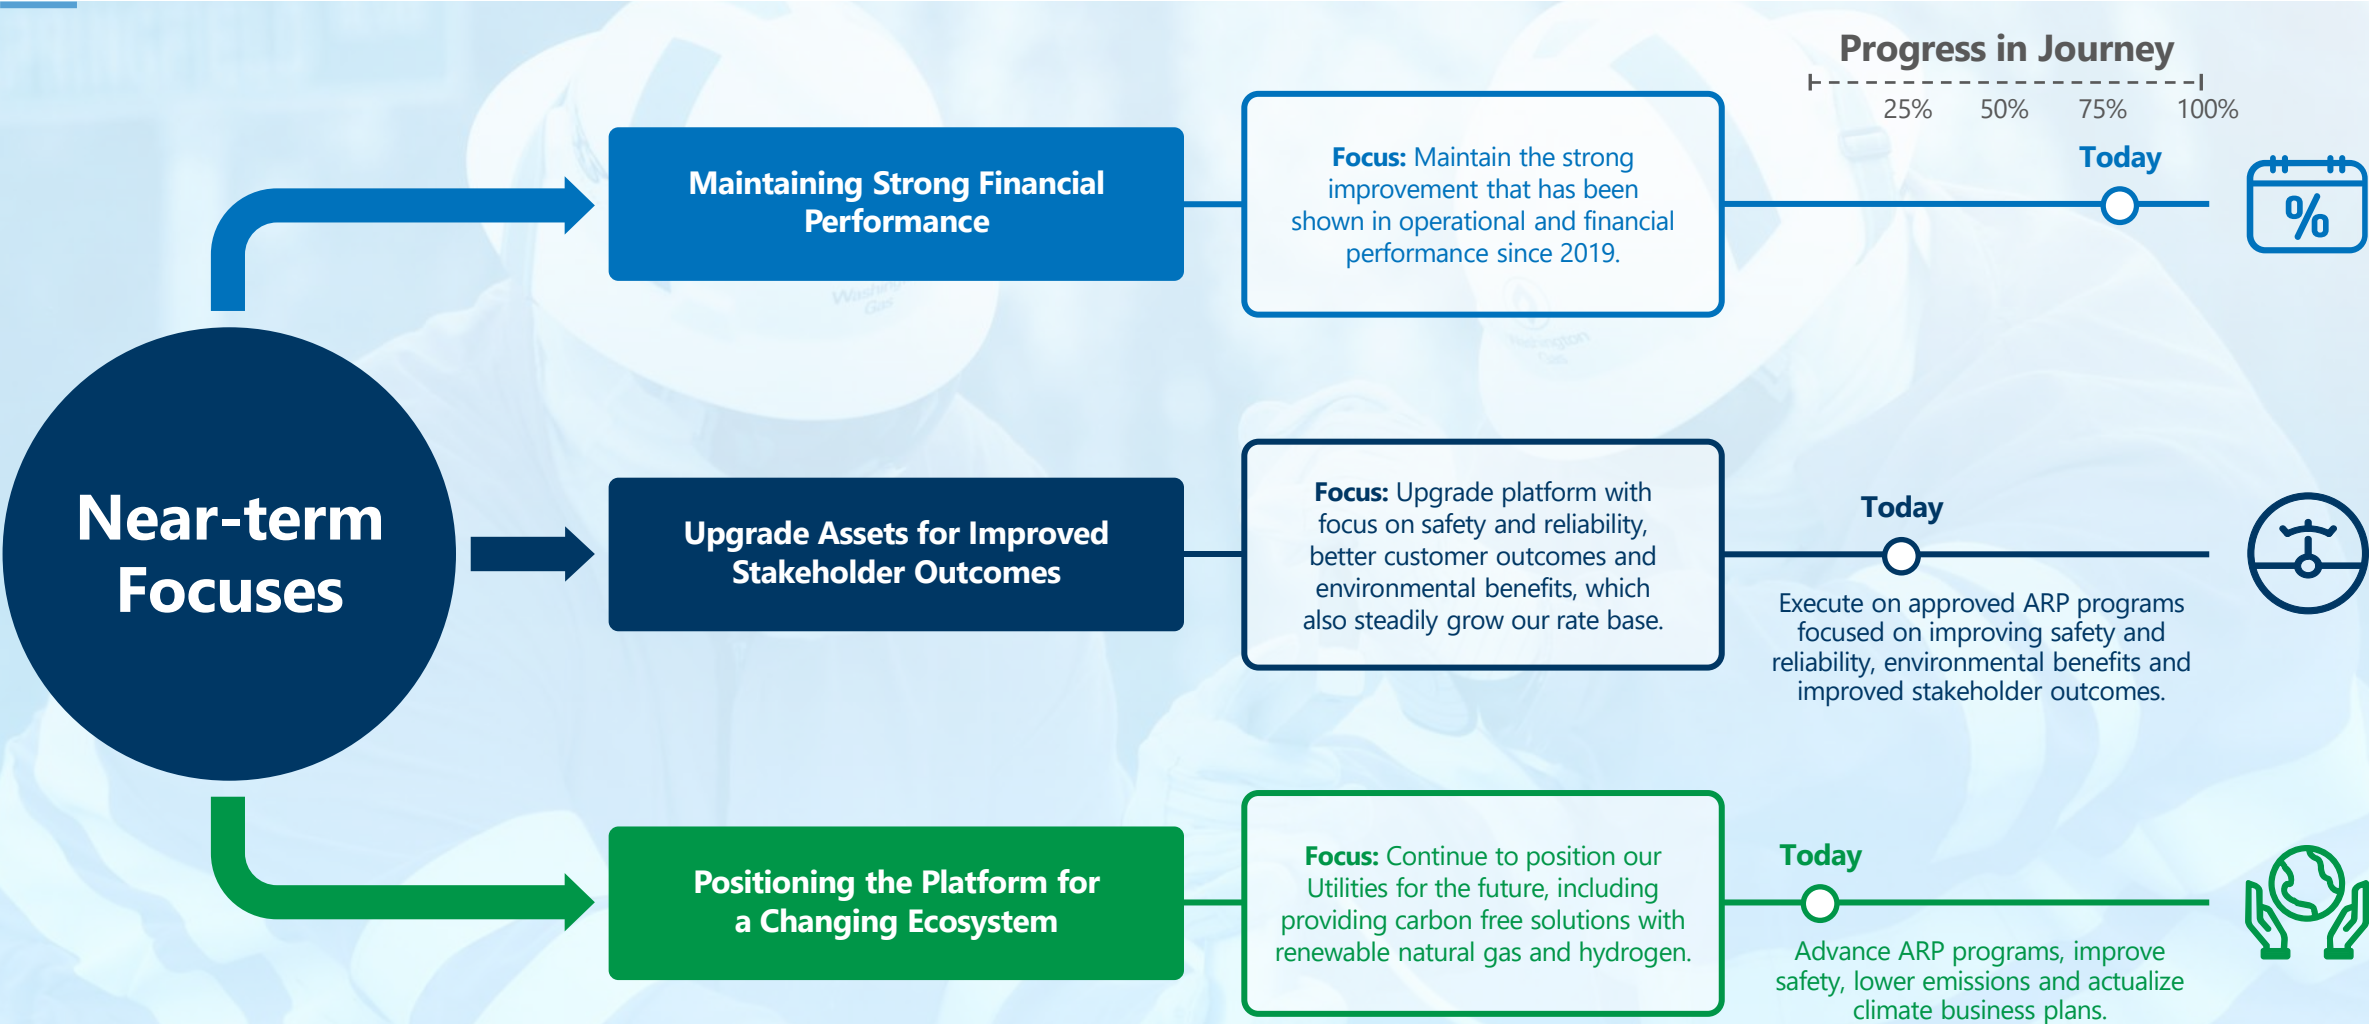 Progress in Journey
25% 50% 75% 100%
Maintaining Strong Financial
Performance
Focus: Maintain the strong
improvement that has been
shown in operational and financial
performance since 2019.
Today
%
Near-term
Focuses
Upgrade Assets for Improved
Stakeholder Outcomes
Focus: Upgrade platform with
focus on safety and reliability,
better customer outcomes and
environmental benefits, which
also steadily grow our rate base.
Today
Execute on approved ARP programs
focused on improving safety and
reliability, environmental benefits and
improved stakeholder outcomes.
Positioning the Platform for
a Changing Ecosystem
Focus: Continue to position our
Utilities for the future, including
providing carbon free solutions with
renewable natural gas and hydrogen.
Today
Advance ARP programs, improve
safety, lower emissions and actualize
climate business plans.
Washington
Gas
Washington
Gas